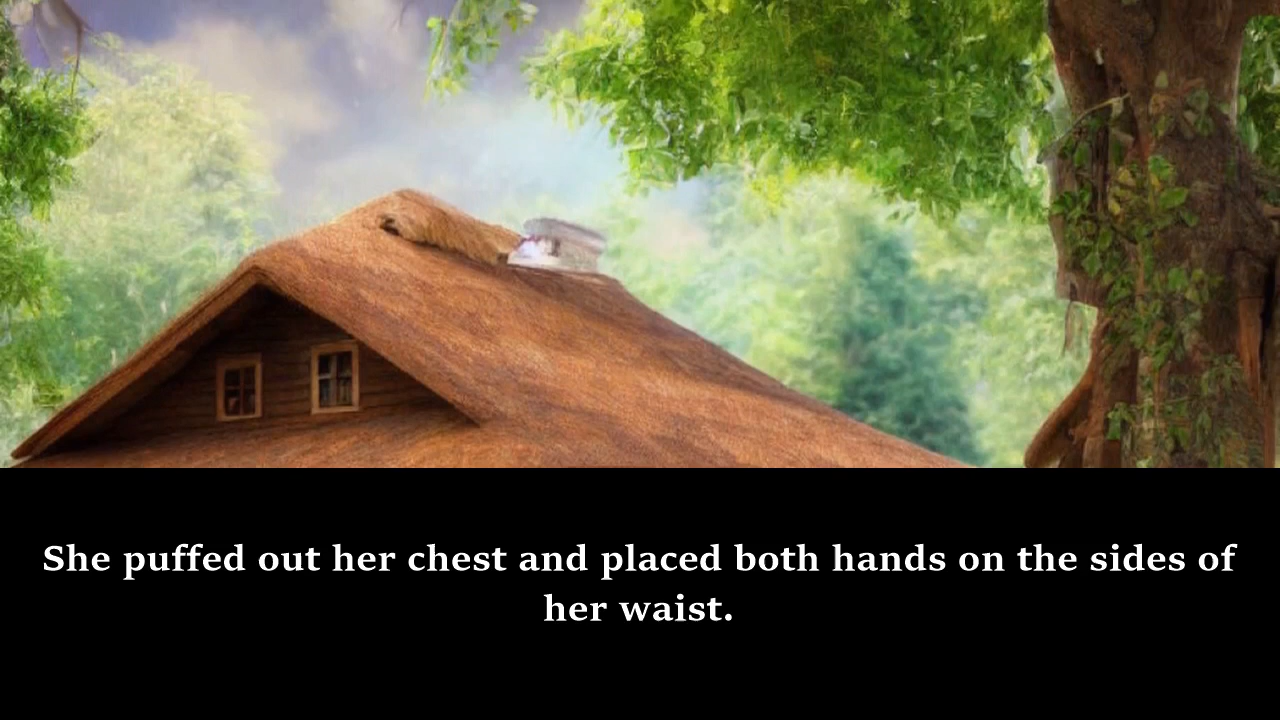 She puffed out her chest and placed both hands on the sides of
her waist.